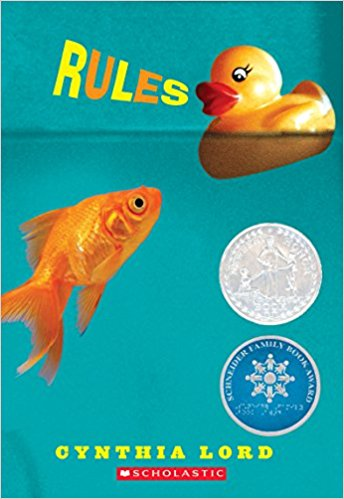 RULES
SCHNEIDER FAMILY BOOK AWARD
CYNTHIA LORD
SCHOLASTIC